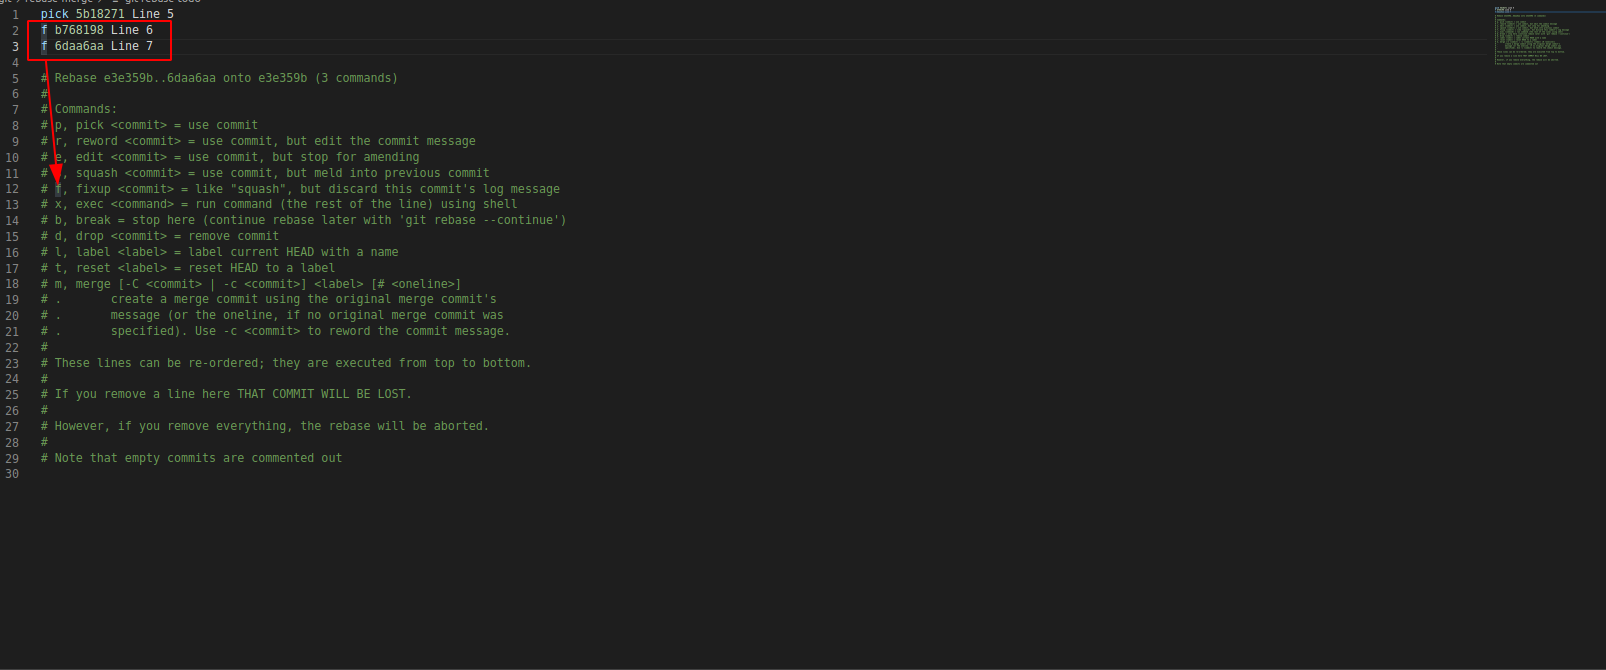 1 pick 5b18271 Line 5
2 f b768198 Line 6
3 f 6daa6aa Line 7
4
5 # Rebase e3e359b..6daa6aa onto e3e359b (3 commands)
6 #
7 # Commands:
8 # p, pick <commit> = use commit
9 # r, reword <commit> = use commit, but edit the commit message
10 # e, edit <commit> = use commit, but stop for amending
11 # , squash <commit> = use commit, but meld into previous commit
12 # f, fixup <commit> = like "squash", but discard this commit's log message
13 # x, exec <command> = run command (the rest of the line) using shell
14 # b, break = stop here (continue rebase later with 'git rebase --continue')
15 # d, drop <commit> = remove commit
16 # l, label <label> = label current HEAD with a name
17 # t, reset <label> = reset HEAD to a label
18 # m, merge [-C <commit> | -c <commit>] <label> [# <oneline>]
19 # . create a merge commit using the original merge commit's
20 # . message (or the oneline, if no original merge commit was
21 # . specified). Use -c <commit> to reword the commit message.
22 #
23 # These lines can be re-ordered; they are executed from top to bottom.
24 #
25 # If you remove a line here THAT COMMIT WILL BE LOST.
26 #
27 # However, if you remove everything, the rebase will be aborted.
28 #
29 # Note that empty commits are commented out
30